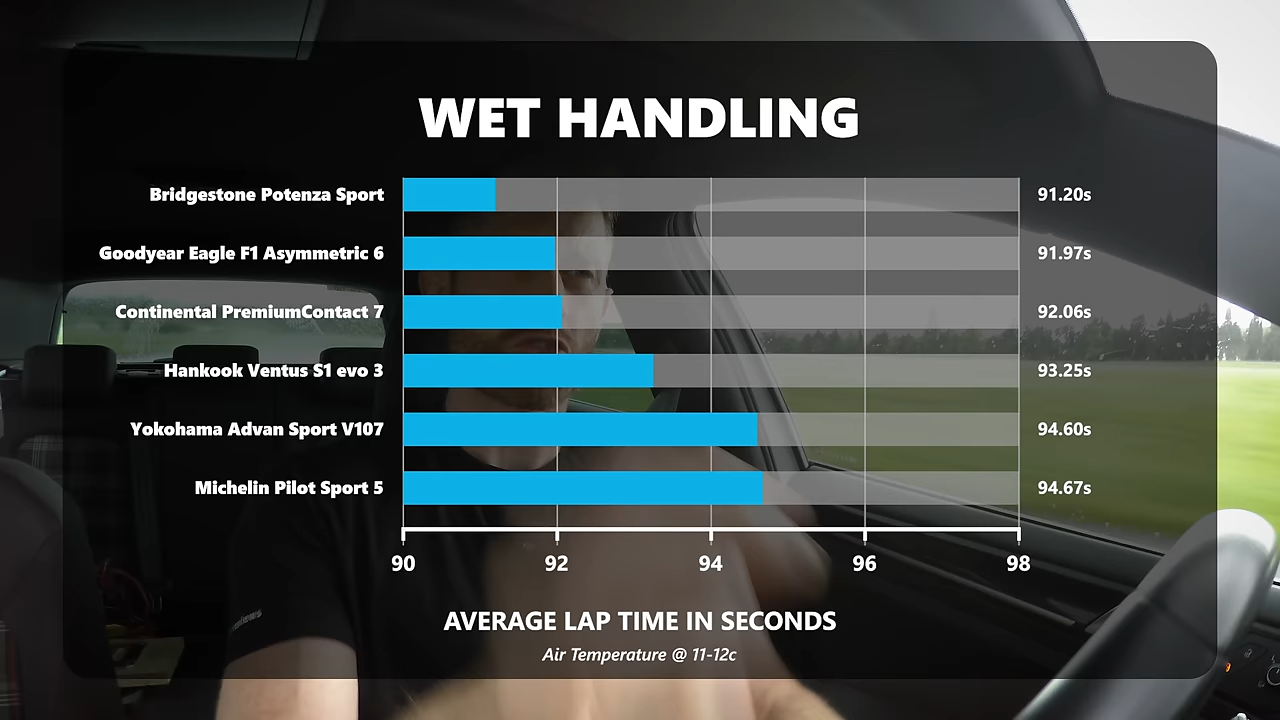 WET HANDLING
Bridgestone Potenza Sport 91.20s
Goodyear Eagle F1 Asymmetric 6 91.97s
Continental PremiumContact 7 92.06s
Hankook Ventus S1 evo 3 93.25s
Yokohama Advan Sport V107 94.60s
Michelin Pilot Sport 5 94.67s
90 92 94 96 98
AVERAGE LAP TIME IN SECONDS
Air Temperature @ 11-12c